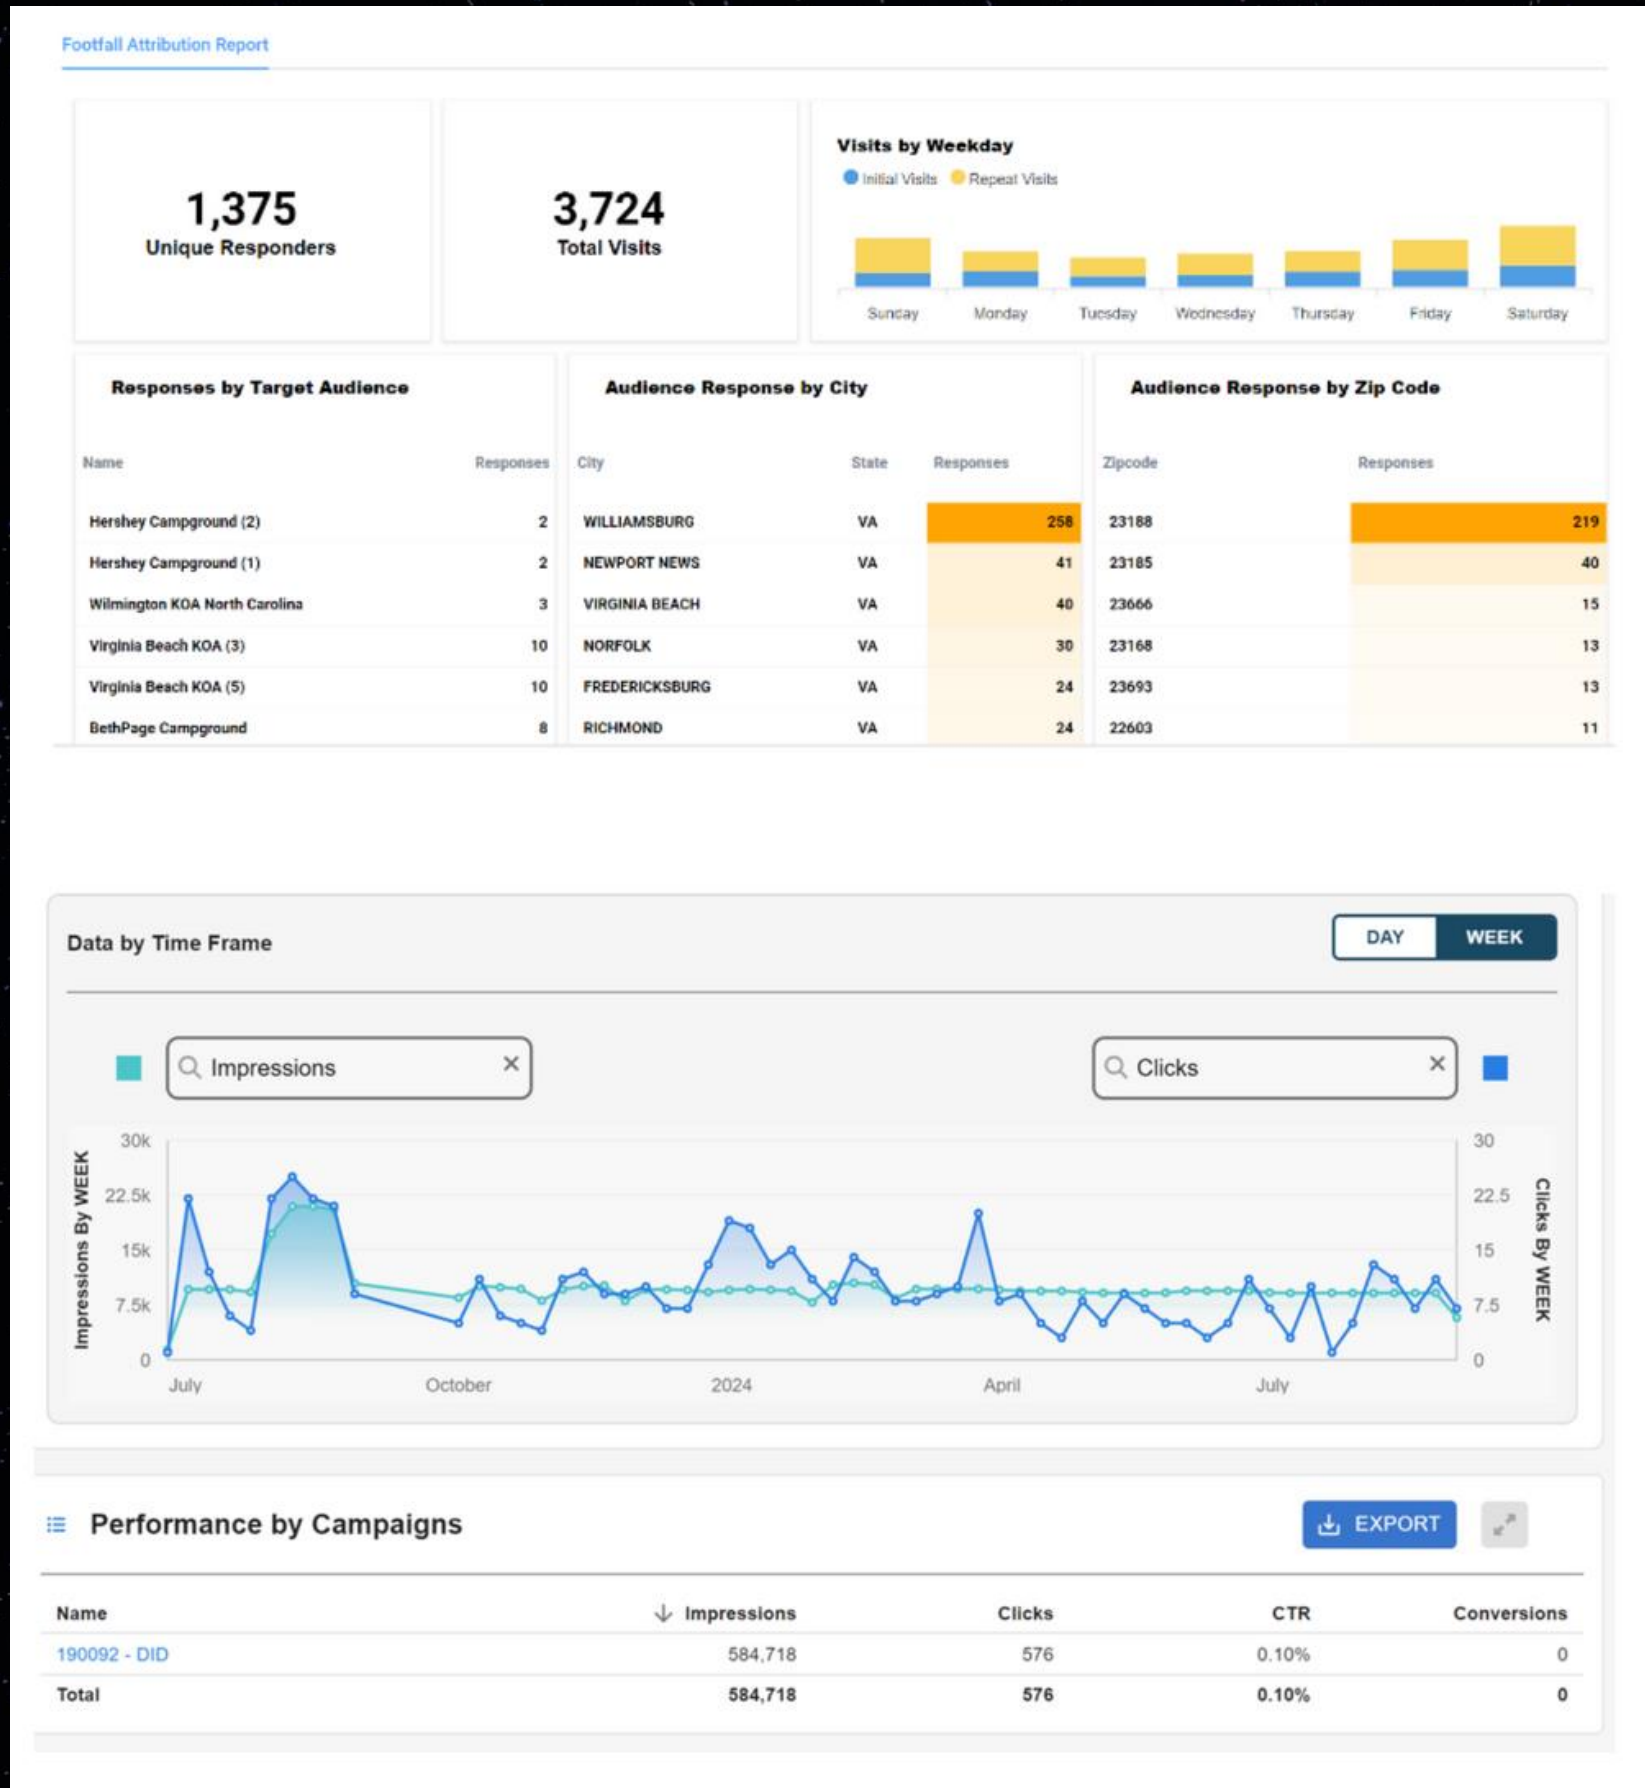 Footfall Attribution Report
1,375
Unique Responders
3,724
Total Visits
Visits by Weekday
Initial Visits Repeat Visits
Sunday Monday Tuesday Wednesday Thursday Friday Saturday
Responses by Target Audience
Name Responses
Hershey Campground (2) 2
Hershey Campground (1) 2
Wilmington KOA North Carolina 3
Virginia Beach KOA (3) 10
Virginia Beach KOA (5) 10
BethPage Campground 8
Audience Response by City
City State Responses
WILLIAMSBURG VA 258
NEWPORT NEWS VA 41
VIRGINIA BEACH VA 40
NORFOLK VA 30
FREDERICKSBURG VA 24
RICHMOND VA 24
Audience Response by Zip Code
Zipcode Responses
23188 219
23185 40
23666 15
23168 13
23693 13
22603 11
Data by Time Frame
DAY WEEK
Impressions ×
Clicks ×
Impressions By WEEK
30k
22.5k
15k
7.5k
0
30
22.5
15
7.5
0
Clicks By WEEK
July October 2024 April July
Performance by Campaigns
EXPORT
Name Impressions Clicks CTR Conversions
190092 - DID 584,718 576 0.10% 0
Total 584,718 576 0.10% 0